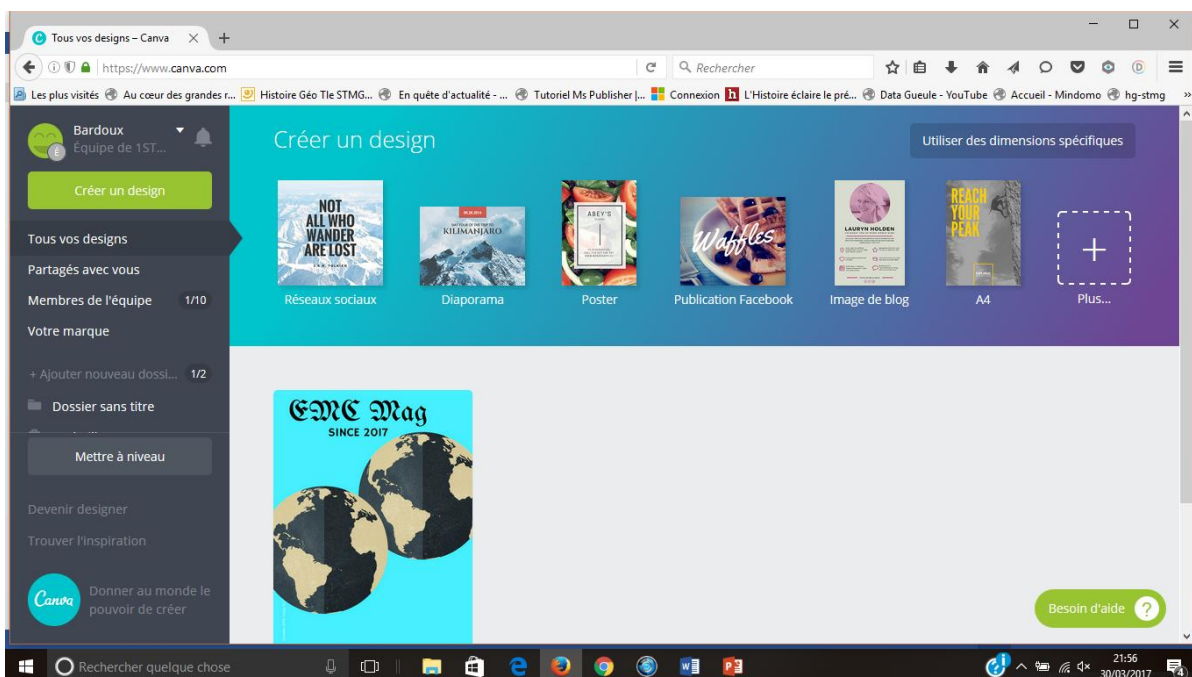 Tous vos designs – Canva
https://www.canva.com
Rechercher
Les plus visités
Au cœur des grandes r...
Histoire Géo Tle STMG...
En quête d'actualité - ...
Tutoriel Ms Publisher |...
Connexion
L'Histoire éclaire le pré...
Data Gueule - YouTube
Accueil - Mindomo
hg-stmg
Bardoux
Équipe de 1ST...
Créer un design
Tous vos designs
Partagés avec vous
Membres de l'équipe 1/10
Votre marque
+ Ajouter nouveau dossi... 1/2
Dossier sans titre
Mettre à niveau
Devenir designer
Trouver l'inspiration
Canva
Donner au monde le
pouvoir de créer
Créer un design
Utiliser des dimensions spécifiques
NOT
ALL WHO
WANDER
ARE LOST
Réseaux sociaux
KILIMANJARO
Diaporama
ABEY'S
Poster
Waffles
Publication Facebook
LAURYN HOLDEN
Image de blog
REACH
YOUR
PEAK
A4
Plus...
EMC Mag
SINCE 2017
Besoin d'aide ?
Rechercher quelque chose
21:56
30/03/2017
4